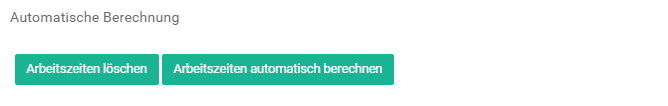 Automatische Berechnung
Arbeitszeiten löschen Arbeitszeiten automatisch berechnen